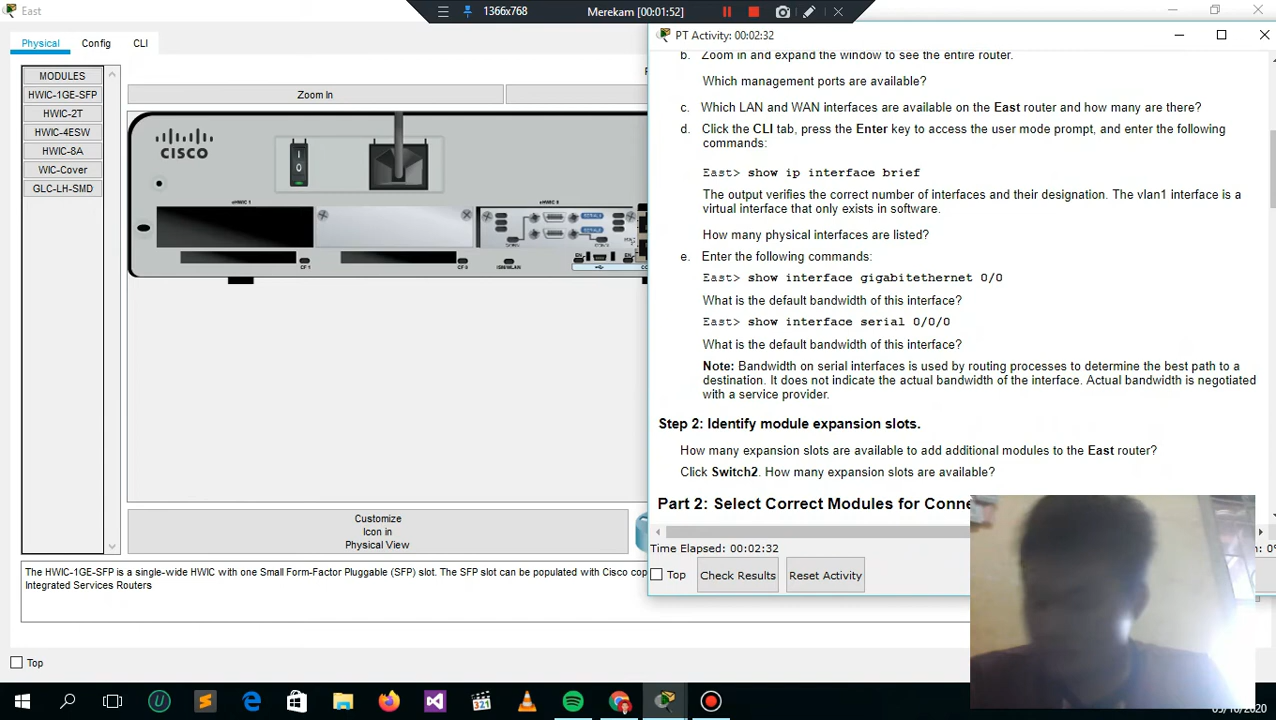 East
1366x768
Merekam [00:01:52]
Physical
Config
CLI
MODULES
HWIC-1GE-SFP
HWIC-2T
HWIC-4ESW
HWIC-8A
WIC-Cover
GLC-LH-SMD
Zoom In
CISCO
Customize
Icon in
Physical View
The HWIC-1GE-SFP is a single-wide HWIC with one Small Form-Factor Pluggable (SFP) slot. The SFP slot can be populated with Cisco cop
Integrated Services Routers
Top
PT Activity: 00:02:32
b. Zoom in and expand the window to see the entire router.
Which management ports are available?
c. Which LAN and WAN interfaces are available on the East router and how many are there?
d. Click the CLI tab, press the Enter key to access the user mode prompt, and enter the following
commands:
East> show ip interface brief
The output verifies the correct number of interfaces and their designation. The vlan1 interface is a
virtual interface that only exists in software.
How many physical interfaces are listed?
e. Enter the following commands:
East> show interface gigabitethernet 0/0
What is the default bandwidth of this interface?
East> show interface serial 0/0/0
What is the default bandwidth of this interface?
Note: Bandwidth on serial interfaces is used by routing processes to determine the best path to a
destination. It does not indicate the actual bandwidth of the interface. Actual bandwidth is negotiated
with a service provider.
Step 2: Identify module expansion slots.
How many expansion slots are available to add additional modules to the East router?
Click Switch2. How many expansion slots are available?
Part 2: Select Correct Modules for Conne
Time Elapsed: 00:02:32
Top
Check Results
Reset Activity